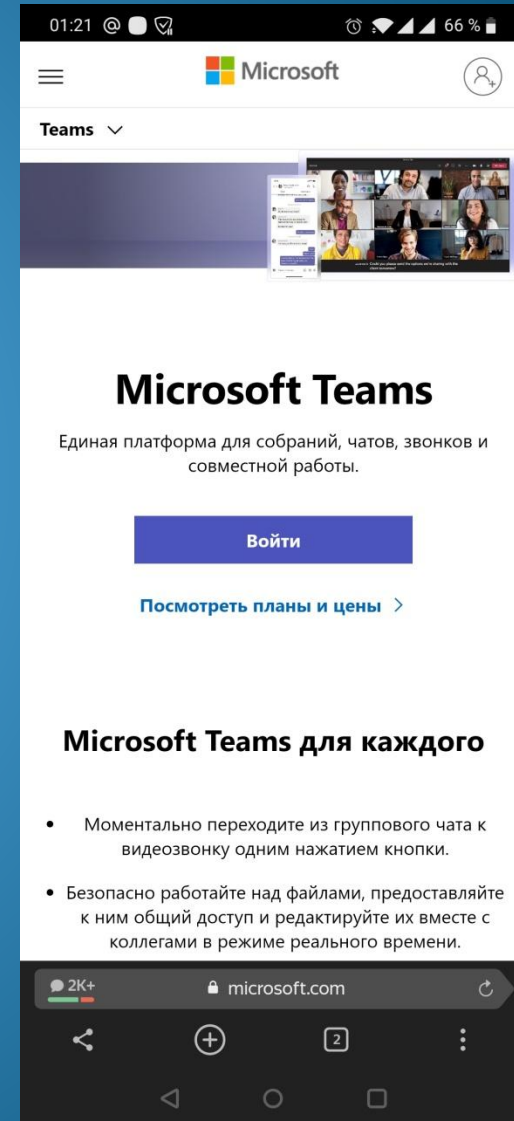 01:21
66 %
Microsoft
Teams
Microsoft Teams
Единая платформа для собраний, чатов, звонков и
совместной работы.
Войти
Посмотреть планы и цены
Microsoft Teams для каждого
• Моментально переходите из группового чата к
видеозвонку одним нажатием кнопки.
• Безопасно работайте над файлами, предоставляйте
к ним общий доступ и редактируйте их вместе с
коллегами в режиме реального времени.
2K+
microsoft.com
2